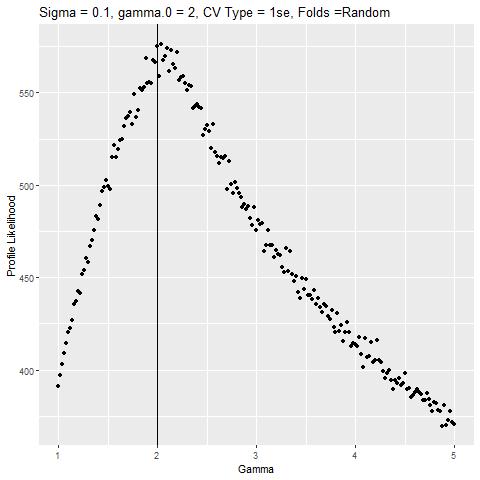 Sigma = 0.1, gamma.0 = 2, CV Type = 1se, Folds =Random
Profile Likelihood
550
500
450
400
1 2 3 4 5
Gamma